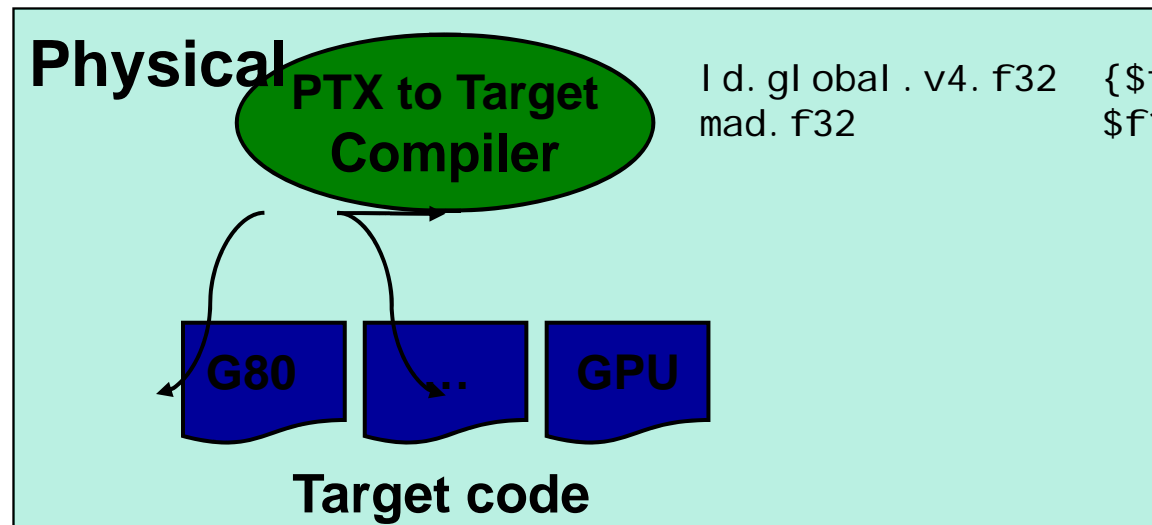 Physical
PTX to Target
Compiler
ld.global.v4.f32 {$
mad.f32 $f
G80 … GPU
Target code